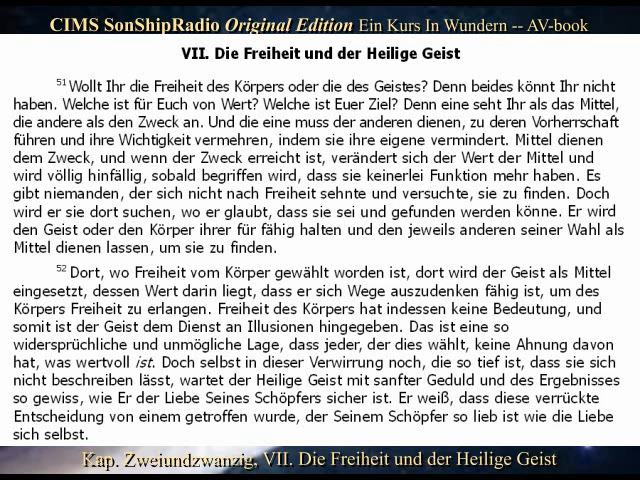 CIMS SonShipRadio Original Edition Ein Kurs In Wundern -- AV-book
VII. Die Freiheit und der Heilige Geist
51 Wollt Ihr die Freiheit des Körpers oder die des Geistes? Denn beides könnt Ihr nicht
haben. Welche ist für Euch von Wert? Welche ist Euer Ziel? Denn eine seht Ihr als das Mittel,
die andere als den Zweck an. Und die eine muss der anderen dienen, zu deren Vorherrschaft
führen und ihre Wichtigkeit vermehren, indem sie ihre eigene vermindert. Mittel dienen
dem Zweck, und wenn der Zweck erreicht ist, verändert sich der Wert der Mittel und
wird völlig hinfällig, sobald begriffen wird, dass sie keinerlei Funktion mehr haben. Es
gibt niemanden, der sich nicht nach Freiheit sehnte und versuchte, sie zu finden. Doch
wird er sie dort suchen, wo er glaubt, dass sie sei und gefunden werden könne. Er wird
den Geist oder den Körper ihrer für fähig halten und den jeweils anderen seiner Wahl als
Mittel dienen lassen, um sie zu finden.
52 Dort, wo Freiheit vom Körper gewählt worden ist, dort wird der Geist als Mittel
eingesetzt, dessen Wert darin liegt, dass er sich Wege auszudenken fähig ist, um des
Körpers Freiheit zu erlangen. Freiheit des Körpers hat indessen keine Bedeutung, und
somit ist der Geist dem Dienst an Illusionen hingegeben. Das ist eine so
widersprüchliche und unmögliche Lage, dass jeder, der dies wählt, keine Ahnung davon
hat, was wertvoll ist. Doch selbst in dieser Verwirrung noch, die so tief ist, dass sie sich
nicht beschreiben lässt, wartet der Heilige Geist mit sanfter Geduld und des Ergebnisses
so gewiss, wie Er der Liebe Seines Schöpfers sicher ist. Er weiß, dass diese verrückte
Entscheidung von einem getroffen wurde, der Seinem Schöpfer so lieb ist wie die Liebe
sich selbst.
Kap. Zweiundzwanzig, VII. Die Freiheit und der Heilige Geist